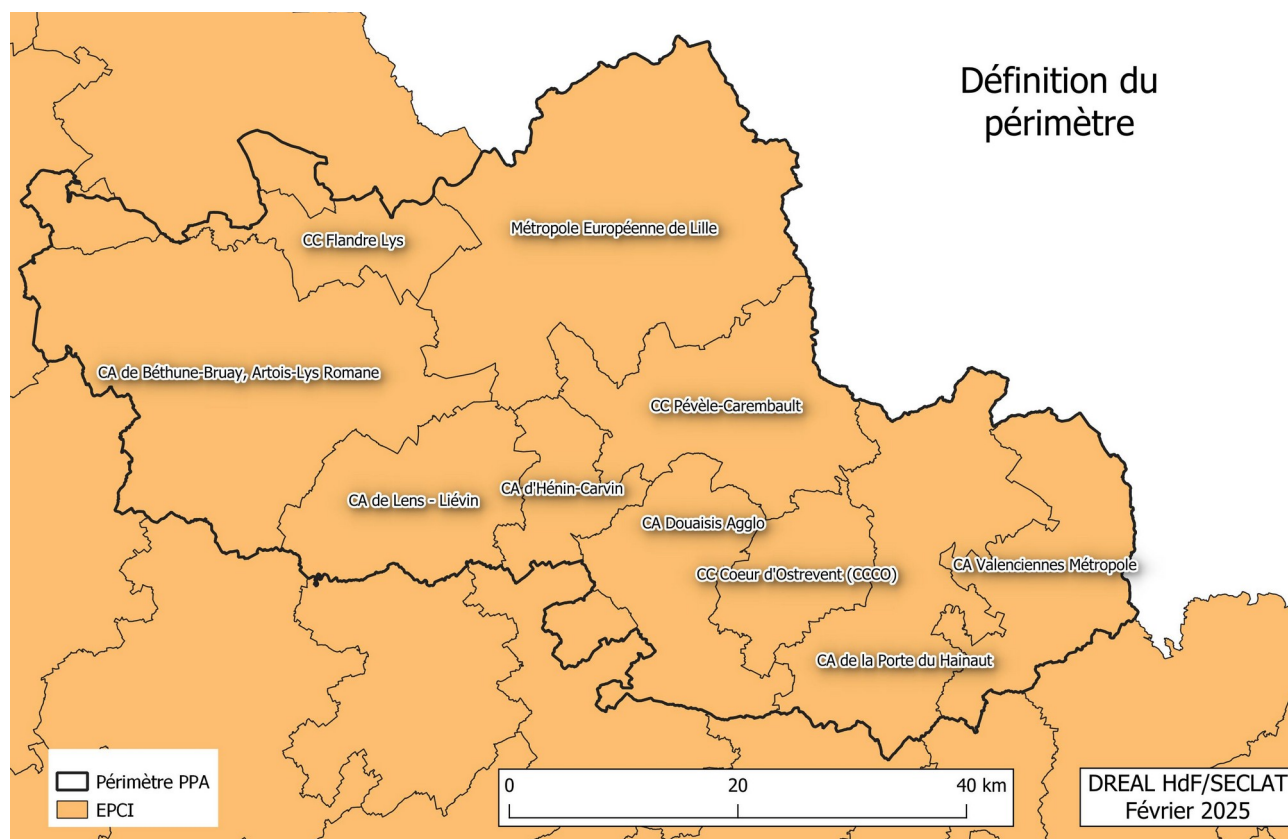 Définition du
périmètre
CC Flandre Lys
Métropole Européenne de Lille
CA de Béthune-Bruay, Artois-Lys Romane
CC Pévèle-Carembault
CA de Lens - Liévin
CA d'Hénin-Carvin
CA Douaisis Agglo
CC Coeur d'Ostrevent (CCCO)
CA Valenciennes Métropole
CA de la Porte du Hainaut
Périmètre PPA
EPCI
0 20 40 km
DREAL HdF/SECLAT
Février 2025